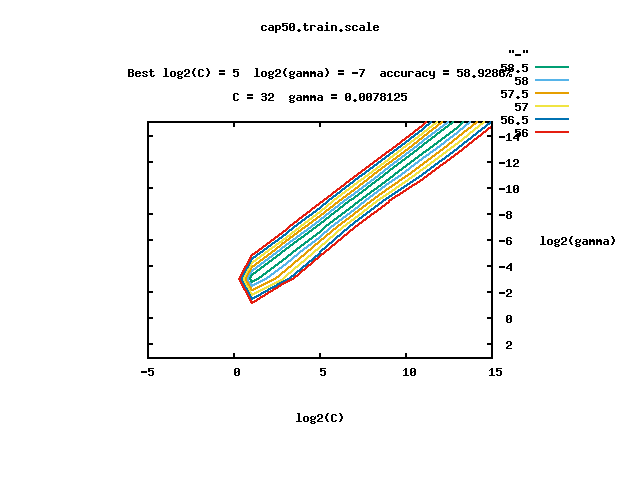 cap50.train.scale
"-"
Best log2(C) = 5  log2(gamma) = -7  accuracy = 58.9286%
C = 32  gamma = 0.0078125
58.5
58
57.5
57
56.5
56
-14
-12
-10
-8
-6
-4
-2
0
2
log2(gamma)
-5 0 5 10 15
log2(C)